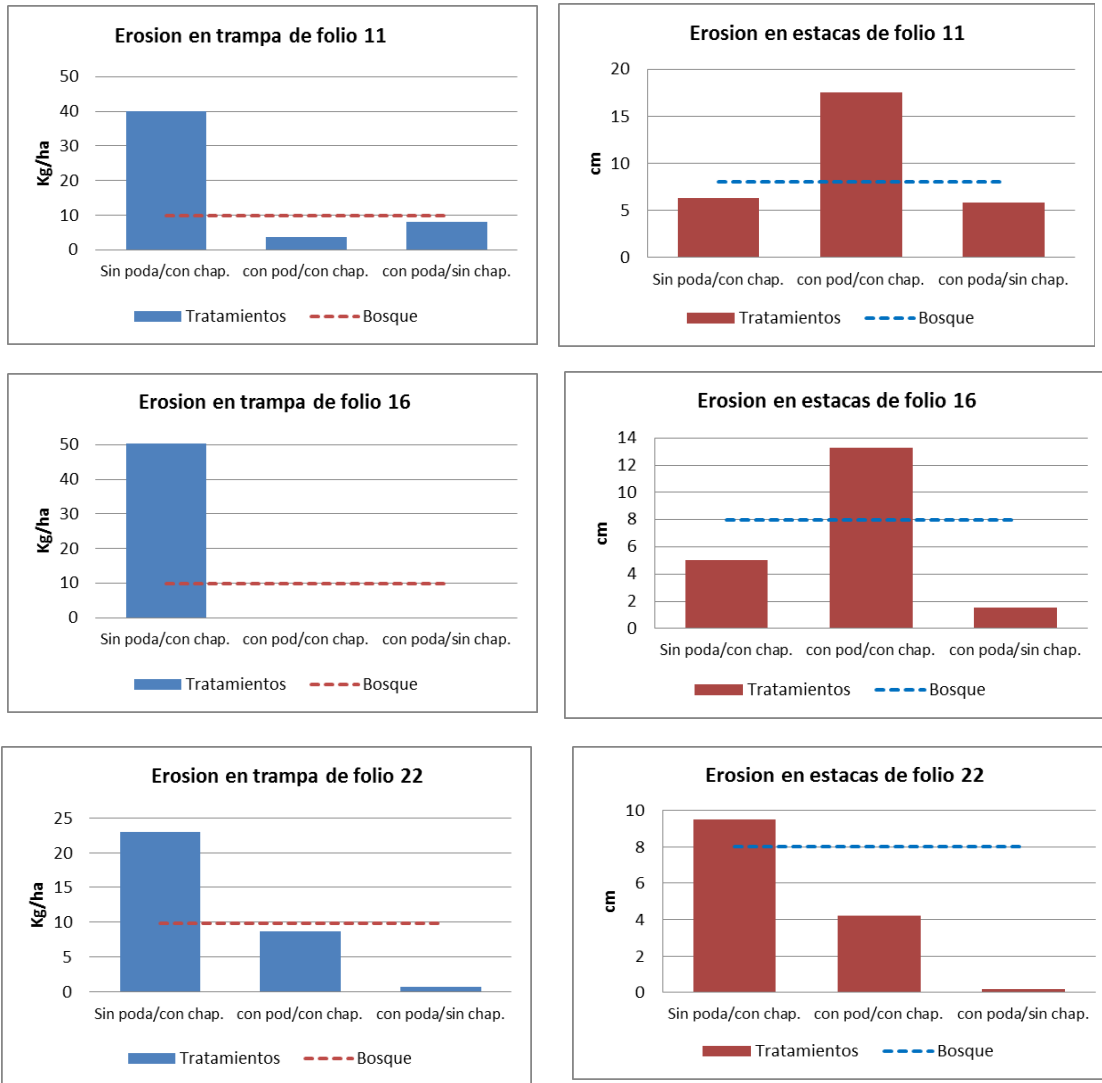 Erosion en trampa de folio 11
50
40
30
20
10
0
Kg/ha
Sin poda/con chap. con pod/con chap. con poda/sin chap.
Tratamientos Bosque
Erosion en estacas de folio 11
20
15
10
5
0
cm
Sin poda/con chap. con pod/con chap. con poda/sin chap.
Tratamientos Bosque
Erosion en trampa de folio 16
50
40
30
20
10
0
Kg/ha
Sin poda/con chap. con pod/con chap. con poda/sin chap.
Tratamientos Bosque
Erosion en estacas de folio 16
14
12
10
8
6
4
2
0
cm
Sin poda/con chap. con pod/con chap. con poda/sin chap.
Tratamientos Bosque
Erosion en trampa de folio 22
25
20
15
10
5
0
Kg/ha
Sin poda/con chap. con pod/con chap. con poda/sin chap.
Tratamientos Bosque
Erosion en estacas de folio 22
10
8
6
4
2
0
cm
Sin poda/con chap. con pod/con chap. con poda/sin chap.
Tratamientos Bosque